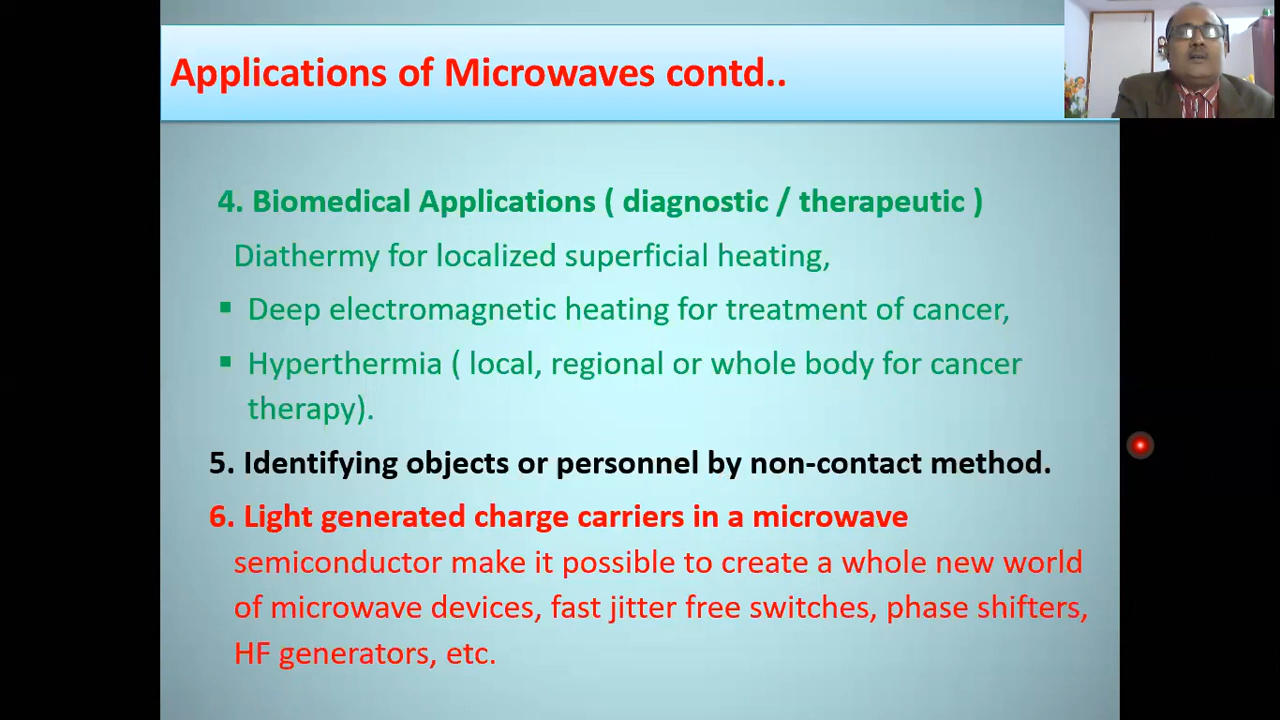 Applications of Microwaves contd..
4. Biomedical Applications ( diagnostic / therapeutic )
Diathermy for localized superficial heating,
▪ Deep electromagnetic heating for treatment of cancer,
▪ Hyperthermia ( local, regional or whole body for cancer
therapy).
5. Identifying objects or personnel by non-contact method.
6. Light generated charge carriers in a microwave
semiconductor make it possible to create a whole new world
of microwave devices, fast jitter free switches, phase shifters,
HF generators, etc.